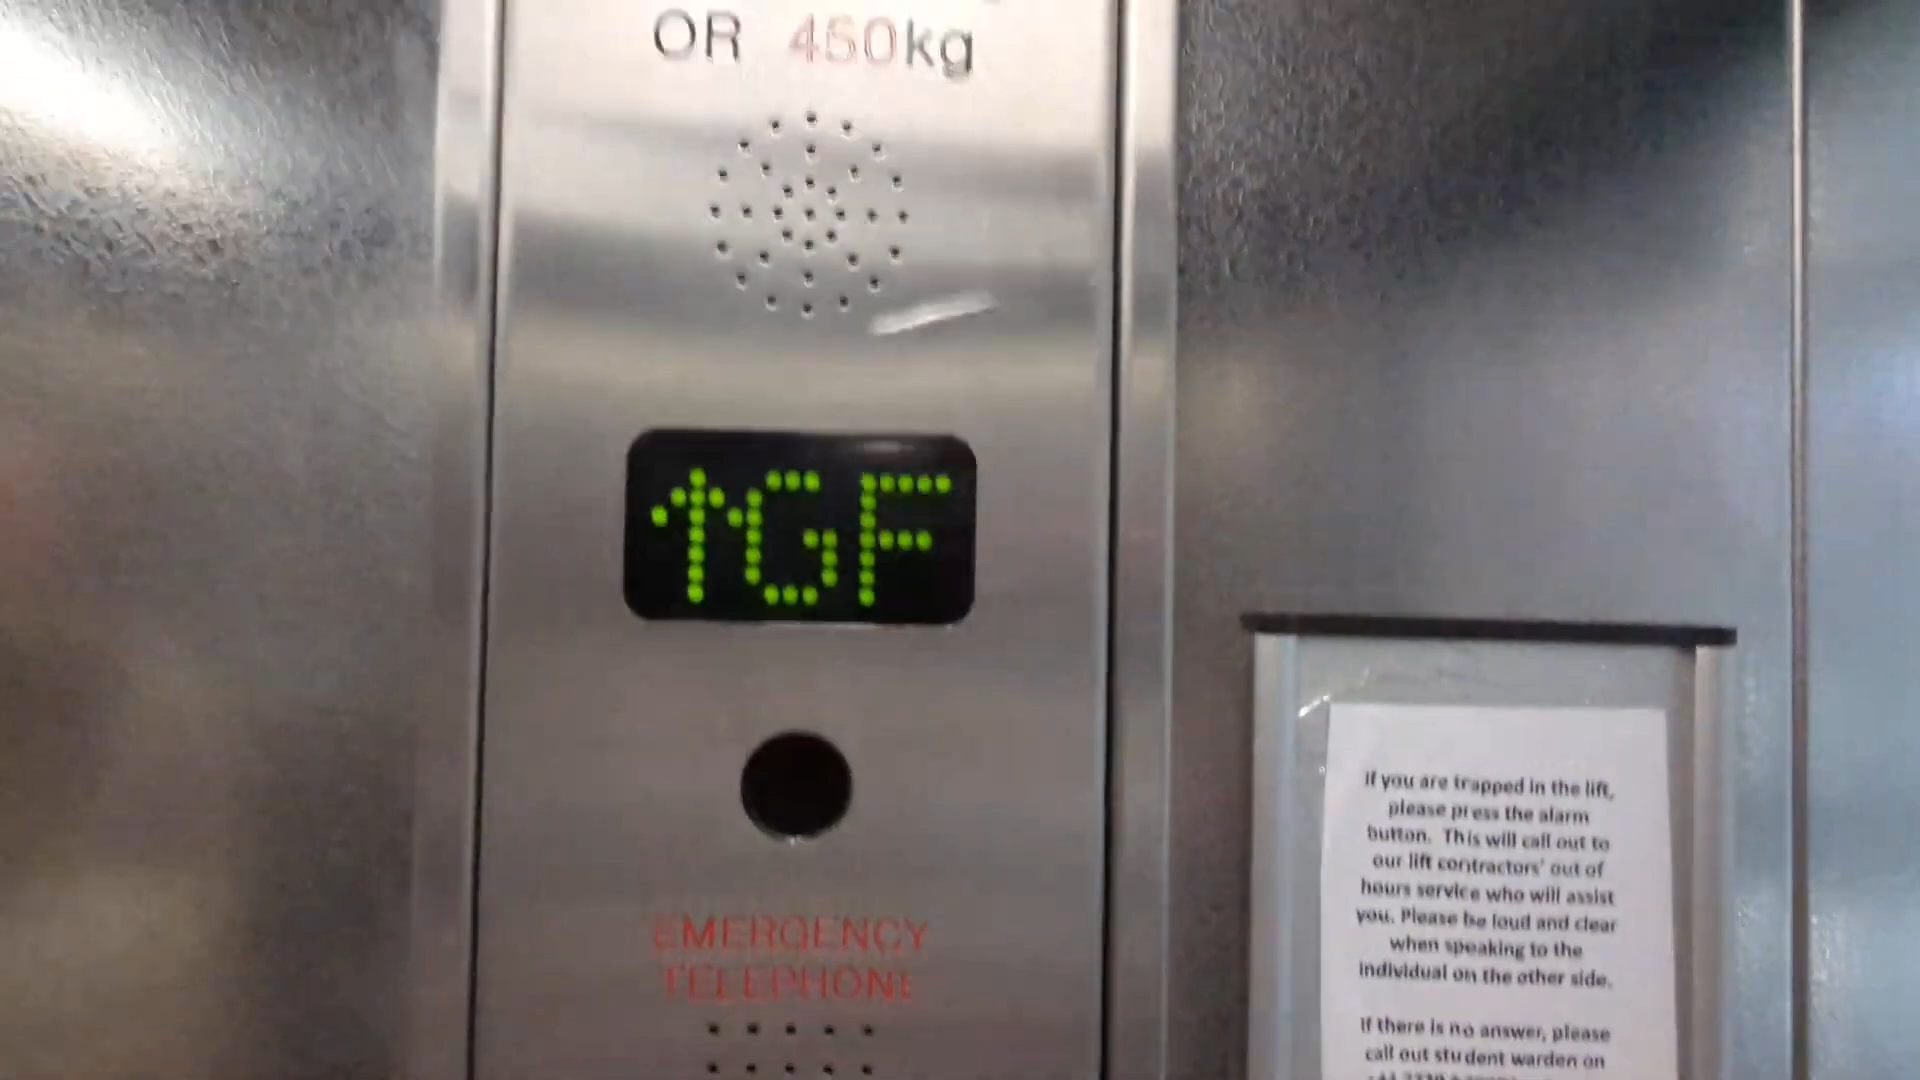 OR 450kg
↑GF
EMERGENCY
TELEPHONE
If you are trapped in the lift,
please press the alarm
button. This will call out to
our lift contractors' out of
hours service who will assist
you. Please be loud and clear
when speaking to the
individual on the other side.
If there is no answer, please
call out student warden on